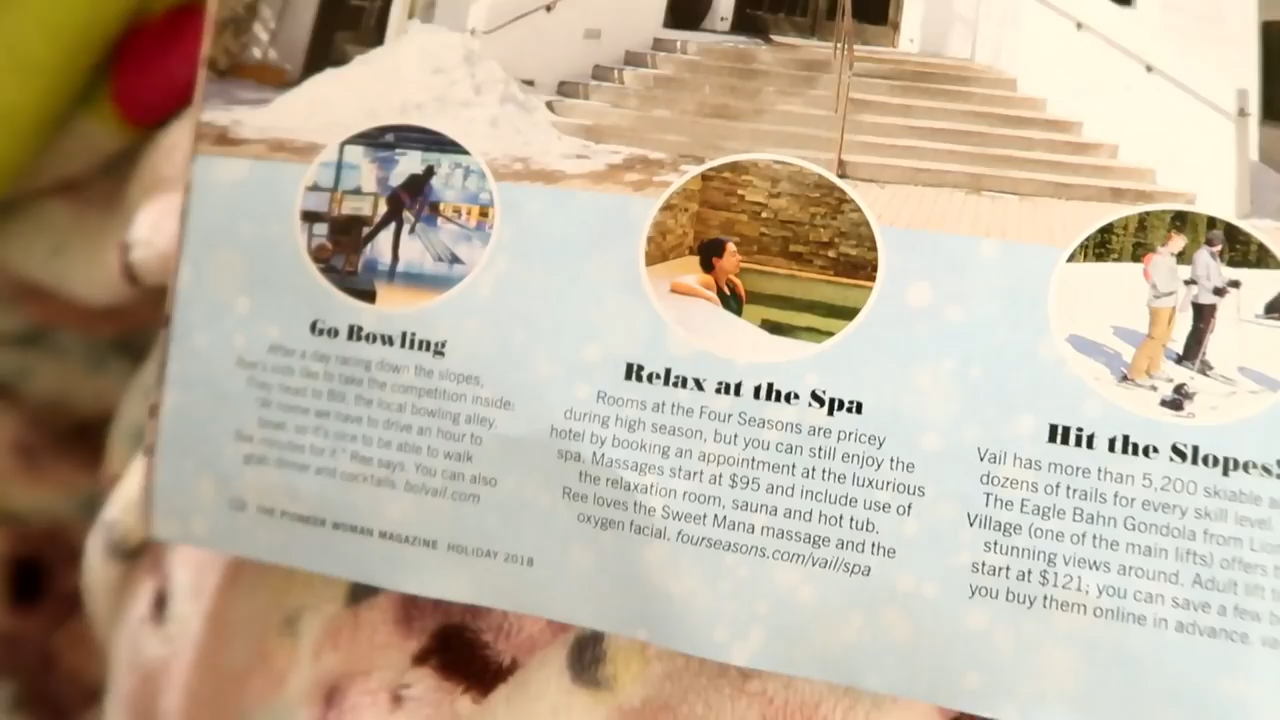 Go Bowling
After a day racing down the slopes,
Ree's kids like to take the competition inside:
They head to Bōl, the local bowling alley.
"At home we have to drive an hour to
bowl, so it's nice to be able to walk
five minutes for it," Ree says. You can also
grab dinner and cocktails. bolvail.com
THE PIONEER WOMAN MAGAZINE HOLIDAY 2018
Relax at the Spa
Rooms at the Four Seasons are pricey
during high season, but you can still enjoy the
hotel by booking an appointment at the luxurious
spa. Massages start at $95 and include use of
the relaxation room, sauna and hot tub.
Ree loves the Sweet Mana massage and the
oxygen facial. fourseasons.com/vail/spa
Hit the Slopes!
Vail has more than 5,200 skiable
dozens of trails for every skill level.
The Eagle Bahn Gondola from
Village (one of the main lifts) offers
stunning views around. Adult lift
start at $121; you can save a few
you buy them online in advance.